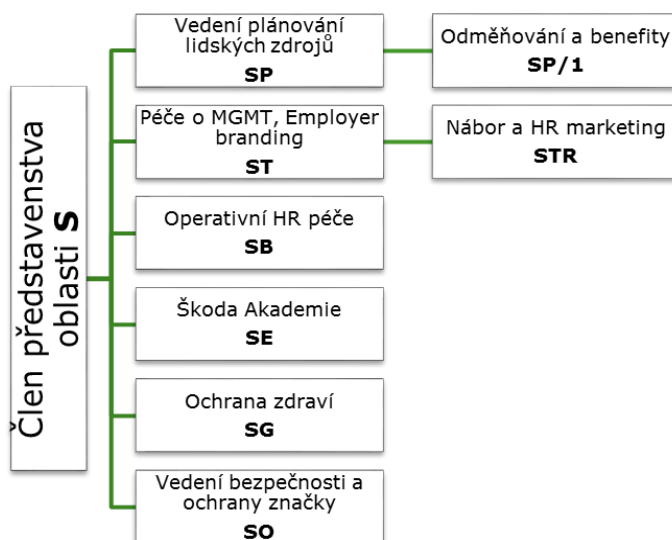 Člen představenstva
oblasti S
Vedení plánování
lidských zdrojů
SP
Odměňování a benefity
SP/1
Péče o MGMT, Employer
branding
ST
Nábor a HR marketing
STR
Operativní HR péče
SB
Škoda Akademie
SE
Ochrana zdraví
SG
Vedení bezpečnosti a
ochrany značky
SO